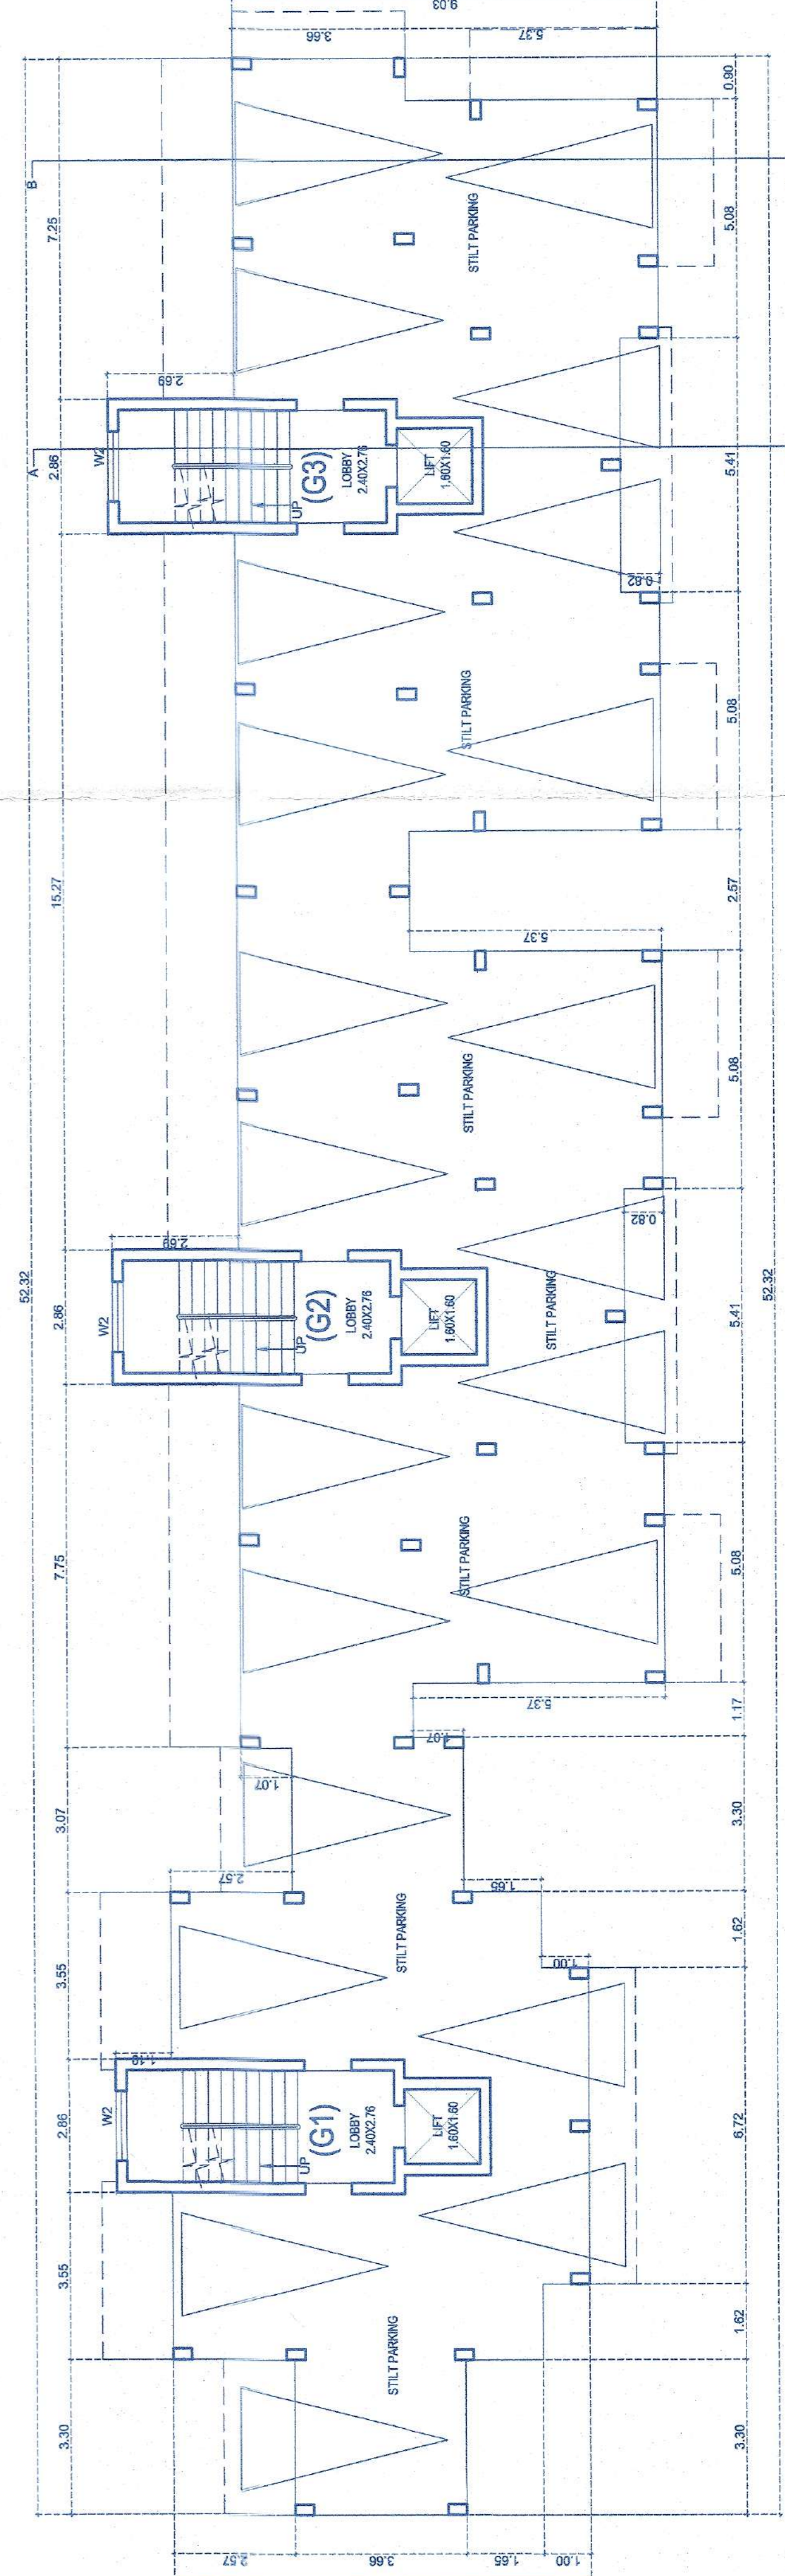 9.03
3.66
5.37
0.90
B
7.25
5.08
STILT PARKING
2.69
A
W2
2.86
UP
(G3)
LOBBY
2.40X2.76
LIFT
1.60X1.60
5.41
0.82
STILT PARKING
5.08
15.27
2.57
5.37
STILT PARKING
5.08
2.69
0.82
52.32
W2
2.86
UP
(G2)
LOBBY
2.40X2.76
LIFT
1.60X1.60
STILT PARKING
5.41
52.32
7.75
STILT PARKING
5.08
5.37
1.17
1.07
1.07
3.07
3.30
2.57
1.65
STILT PARKING
1.62
1.00
3.55
W2
2.86
UP
(G1)
LOBBY
2.40X2.76
LIFT
1.60X1.60
6.72
3.55
STILT PARKING
1.62
3.30
3.30
2.57
3.66
1.65
1.00